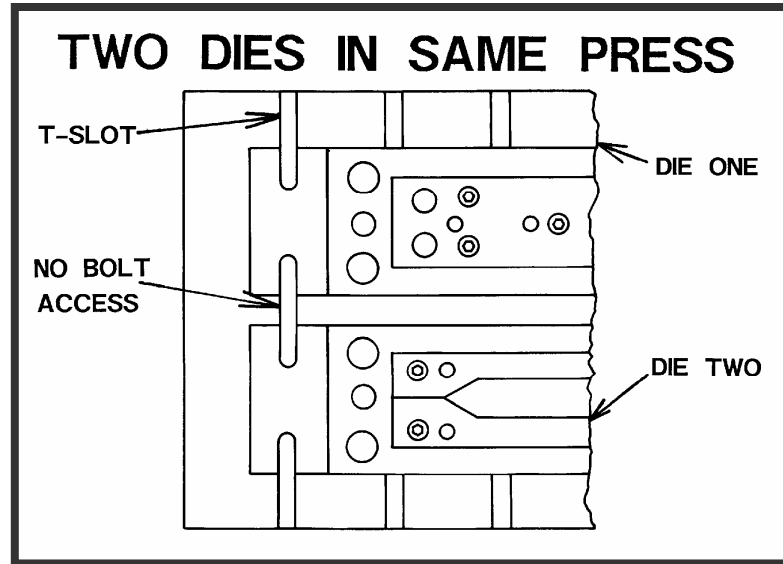 TWO DIES IN SAME PRESS
T-SLOT
DIE ONE
NO BOLT
ACCESS
DIE TWO